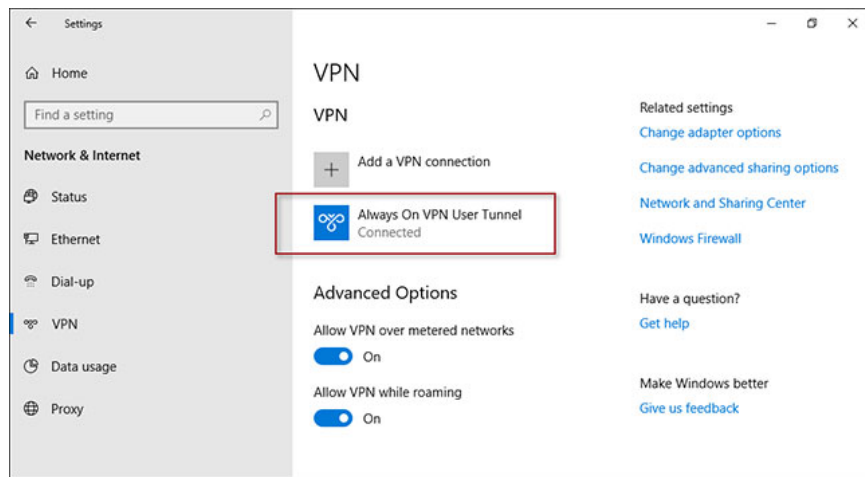 Settings
Home
Find a setting
Network & Internet
Status
Ethernet
Dial-up
VPN
Data usage
Proxy
VPN
VPN
Add a VPN connection
Always On VPN User Tunnel
Connected
Advanced Options
Allow VPN over metered networks
On
Allow VPN while roaming
On
Related settings
Change adapter options
Change advanced sharing options
Network and Sharing Center
Windows Firewall
Have a question?
Get help
Make Windows better
Give us feedback